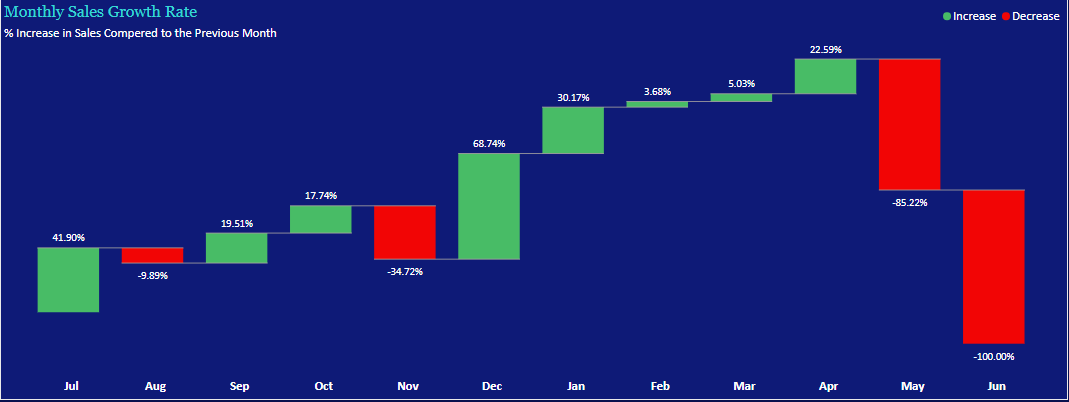 Monthly Sales Growth Rate
Increase Decrease
% Increase in Sales Compered to the Previous Month
22.59%
3.68% 5.03%
30.17%
68.74%
17.74%
19.51%
41.90%
-85.22%
-9.89% -34.72%
-100.00%
Jul Aug Sep Oct Nov Dec Jan Feb Mar Apr May Jun